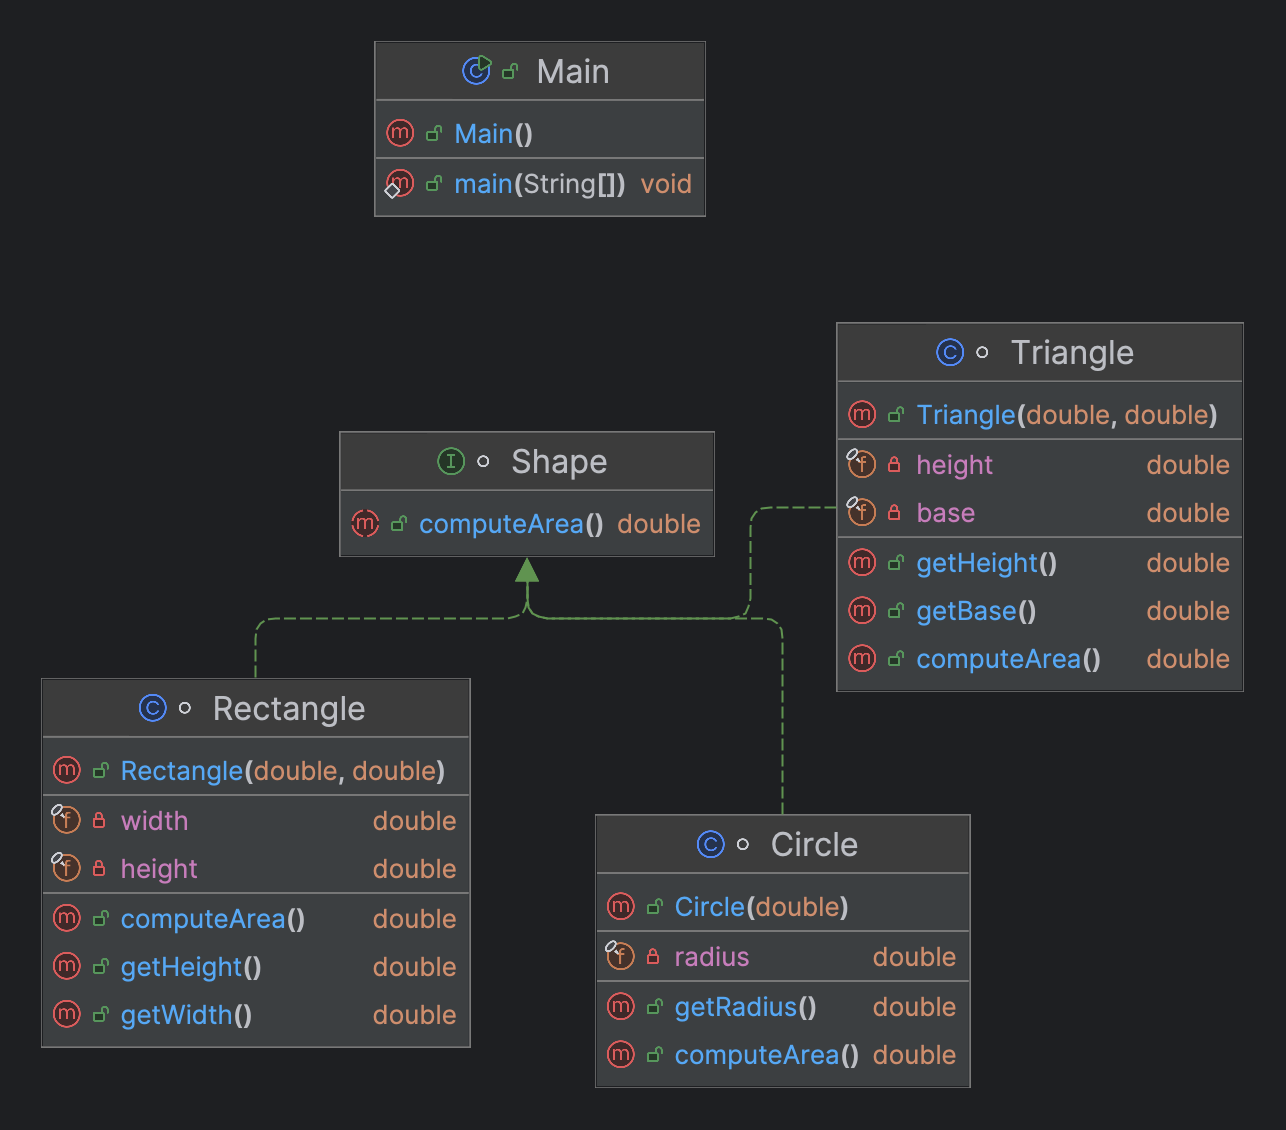 Main
Main()
main(String[]) void
Triangle
Triangle(double, double)
height double
base double
getHeight() double
getBase() double
computeArea() double
Shape
computeArea() double
Rectangle
Rectangle(double, double)
width double
height double
computeArea() double
getHeight() double
getWidth() double
Circle
Circle(double)
radius double
getRadius() double
computeArea() double